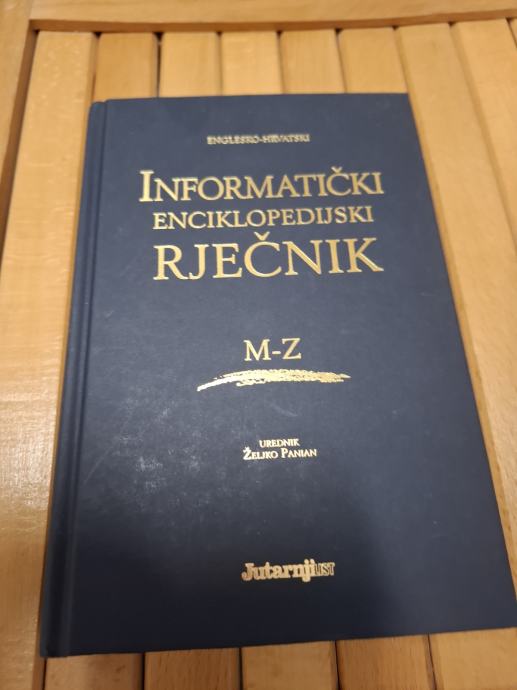 ENGLESKO-HRVATSKI
INFORMATIČKI
ENCIKLOPEDIJSKI
RJEČNIK
M-Z
UREDNIK
ŽELJKO PANIAN
Jutarnji LIST